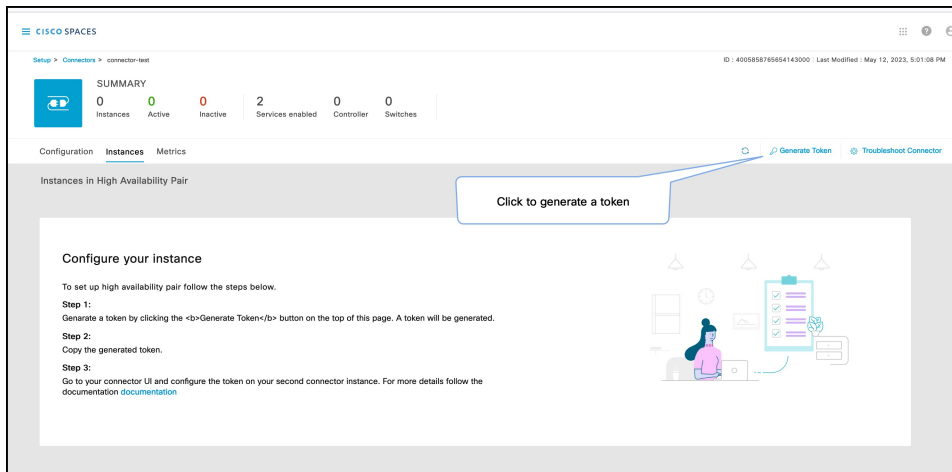 CISCO SPACES
Setup > Connectors > connector-test
ID : 4005858765654143000 | Last Modified : May 12, 2023, 5:01:08 PM
SUMMARY
0 0 0 2 0 0
Instances Active Inactive Services enabled Controller Switches
Configuration Instances Metrics
Generate Token Troubleshoot Connector
Instances in High Availability Pair
Click to generate a token
Configure your instance
To set up high availability pair follow the steps below.
Step 1:
Genarate a token by clicking the <b>Generate Token</b> button on the top of this page. A token will be generated.
Step 2:
Copy the generated token.
Step 3:
Go to your connector UI and configure the token on your second connector instance. For more details follow the
documentation documentation